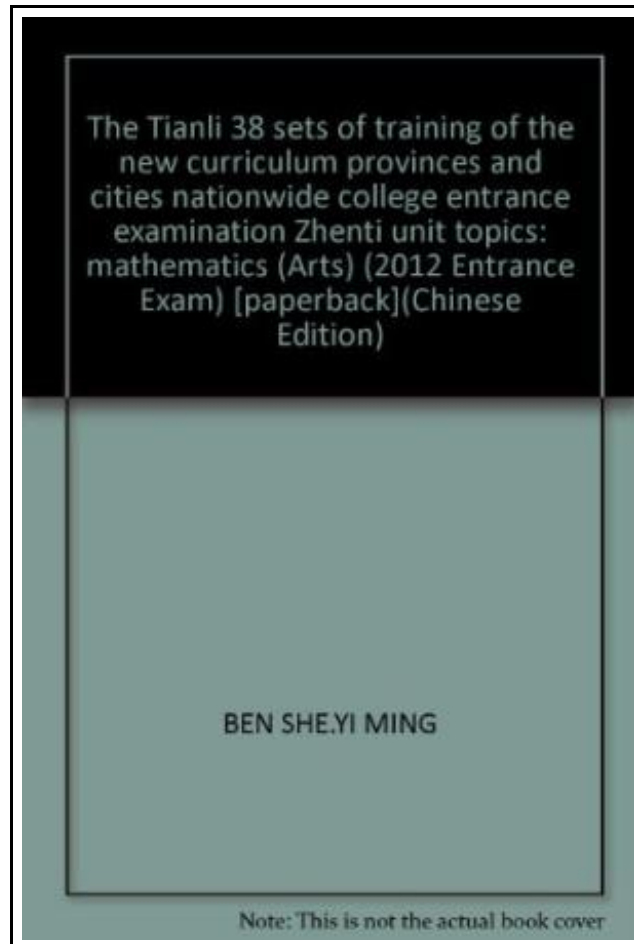 The Tianli 38 sets of training of the
new curriculum provinces and
cities nationwide college entrance
examination Zhenti unit topics:
mathematics (Arts) (2012 Entrance
Exam) [paperback](Chinese
Edition)
BEN SHE.YI MING
Note: This is not the actual book cover